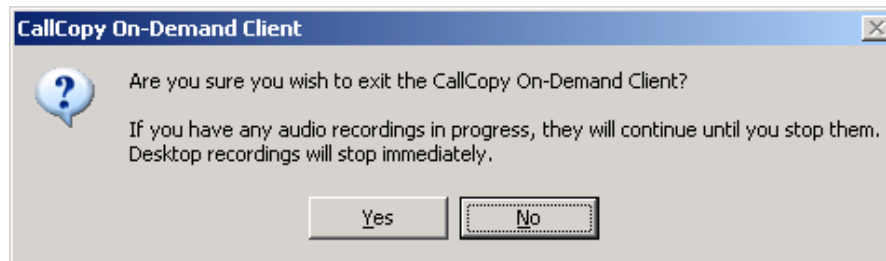 CallCopy On-Demand Client
Are you sure you wish to exit the CallCopy On-Demand Client?
If you have any audio recordings in progress, they will continue until you stop them.
Desktop recordings will stop immediately.
Yes
No